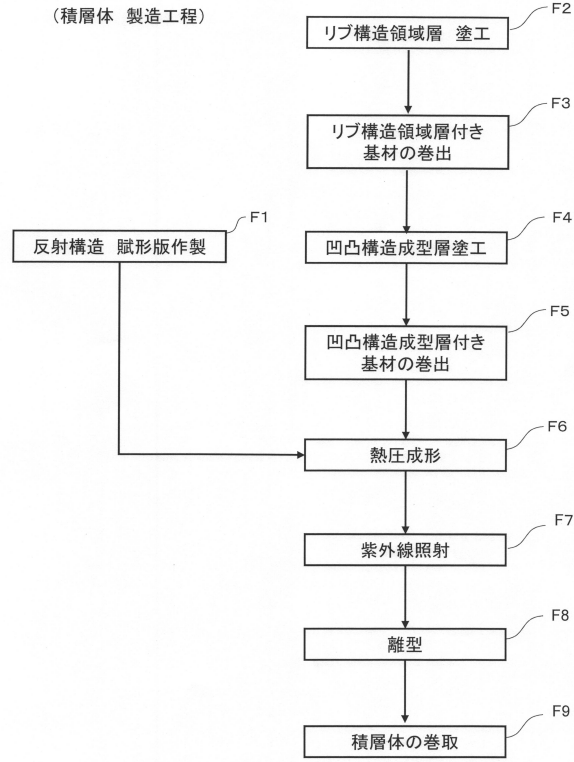 (積層体 製造工程)
F2
リブ構造領域層 塗工
F3
リブ構造領域層付き
基材の巻出
F1
反射構造 賦形版作製
F4
凹凸構造成型層塗工
F5
凹凸構造成型層付き
基材の巻出
F6
熱圧成形
F7
紫外線照射
F8
離型
F9
積層体の巻取